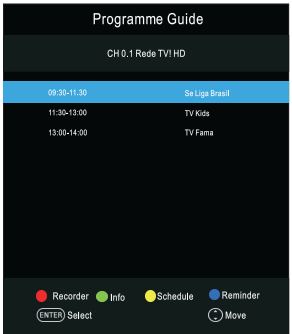 Programme Guide
CH 0.1 Rede TV! HD
09:30-11.30 Se Liga Brasil
11:30-13:00 TV Kids
13:00-14:00 TV Fama
Recorder Info Schedule Reminder
ENTER Select Move